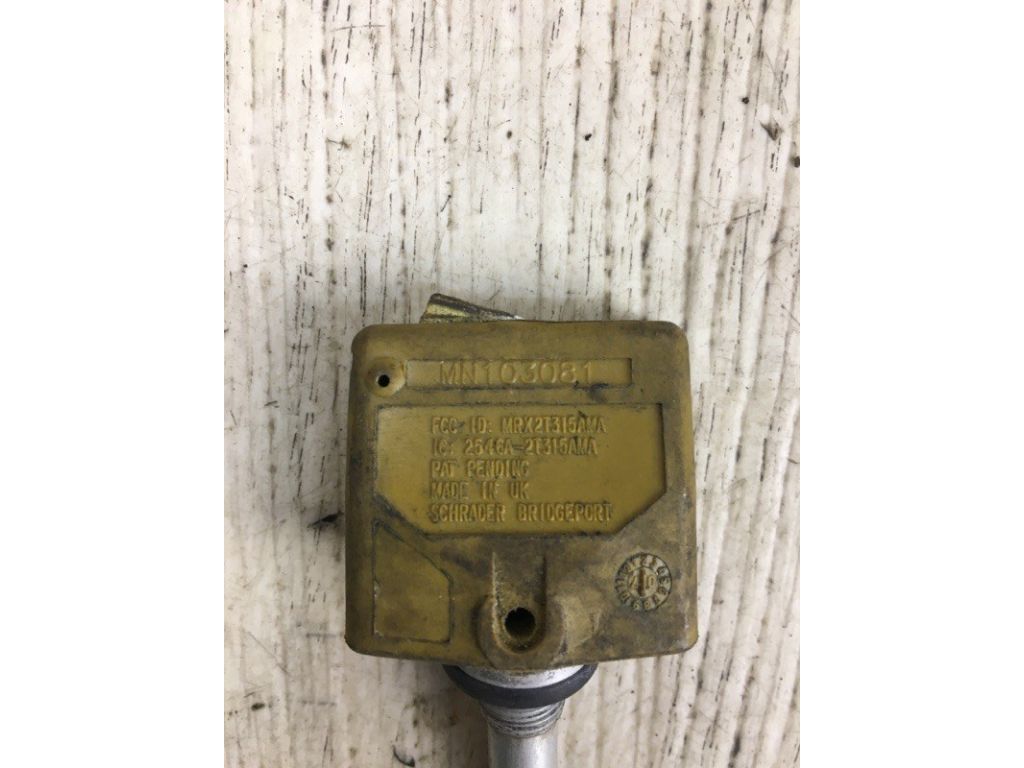 MN103081
FCC ID: MRX2T315AMA
IC: 2546A-2T315AMA
PAT PENDING
MADE IN UK
SCHRADER BRIDGEPORT